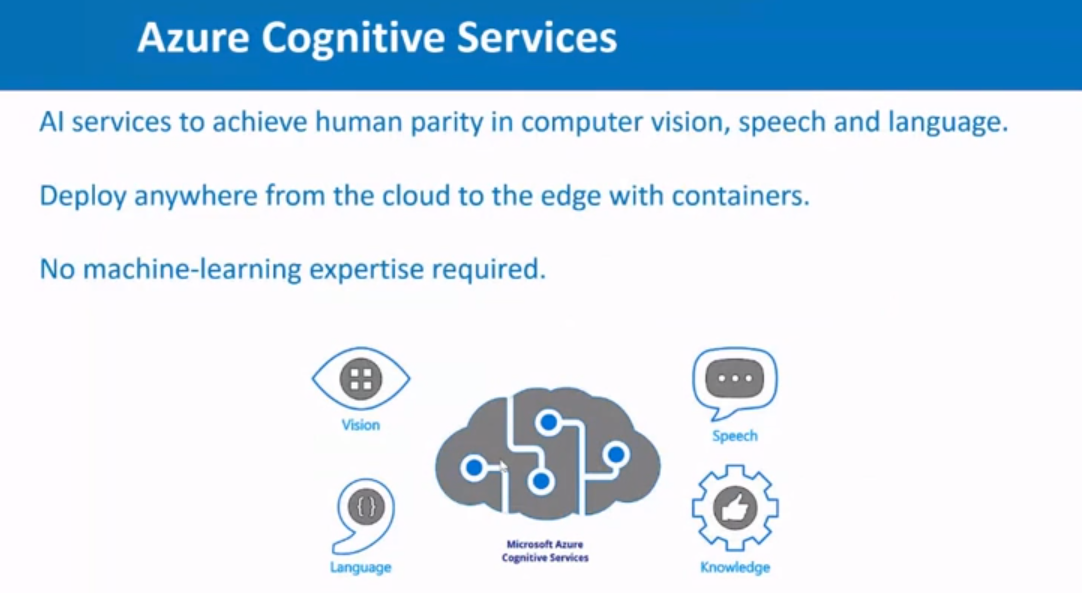 Azure Cognitive Services
AI services to achieve human parity in computer vision, speech and language.
Deploy anywhere from the cloud to the edge with containers.
No machine-learning expertise required.
Vision
Speech
Language
Microsoft Azure
Cognitive Services
Knowledge